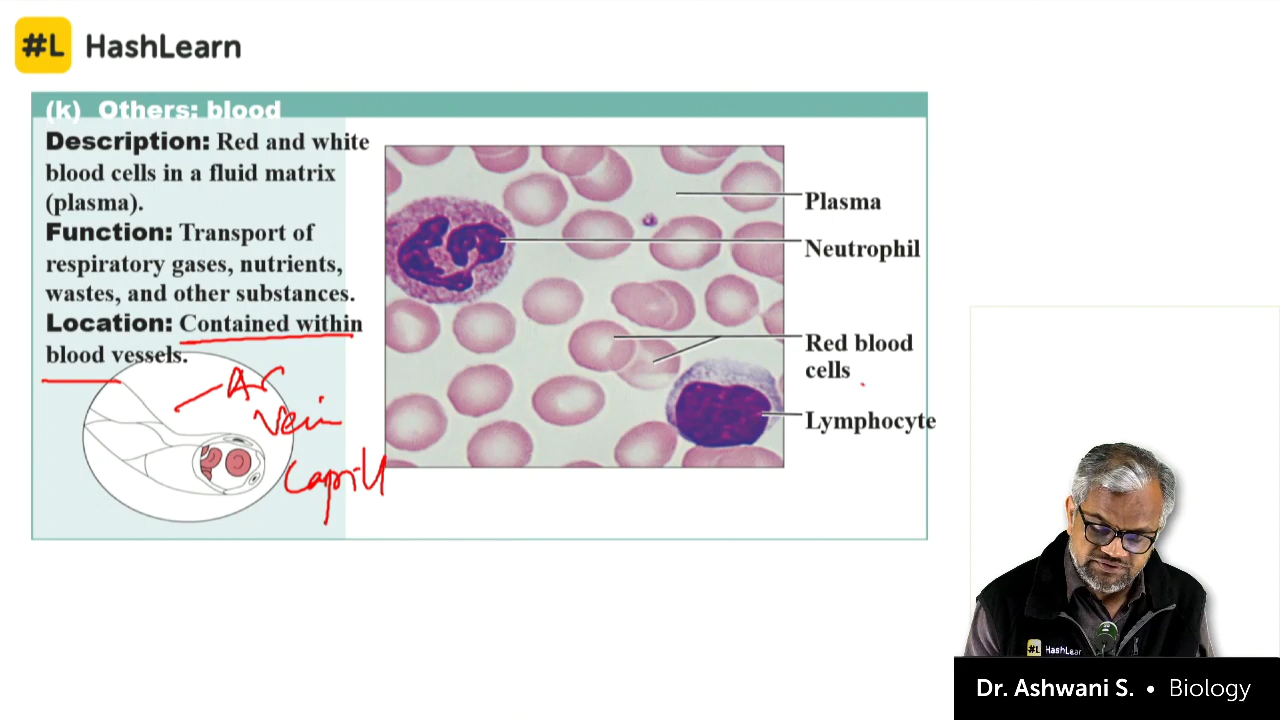 #L HashLearn
(k) Others: blood
Description: Red and white
blood cells in a fluid matrix
(plasma).
Function: Transport of
respiratory gases, nutrients,
wastes, and other substances.
Location: Contained within
blood vessels.
Ar
Vein
Capill
Plasma
Neutrophil
Red blood
cells
Lymphocyte
#L HashLear
Dr. Ashwani S. • Biology